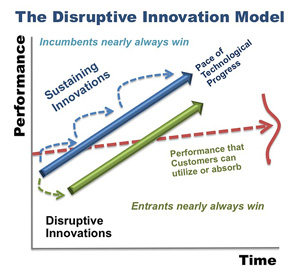 The Disruptive Innovation Model
Incumbents nearly always win
Performance
Sustaining
Innovations
Pace of
Technological
Progress
Performance that
Customers can
utilize or absorb
Entrants nearly always win
Disruptive
Innovations
Time